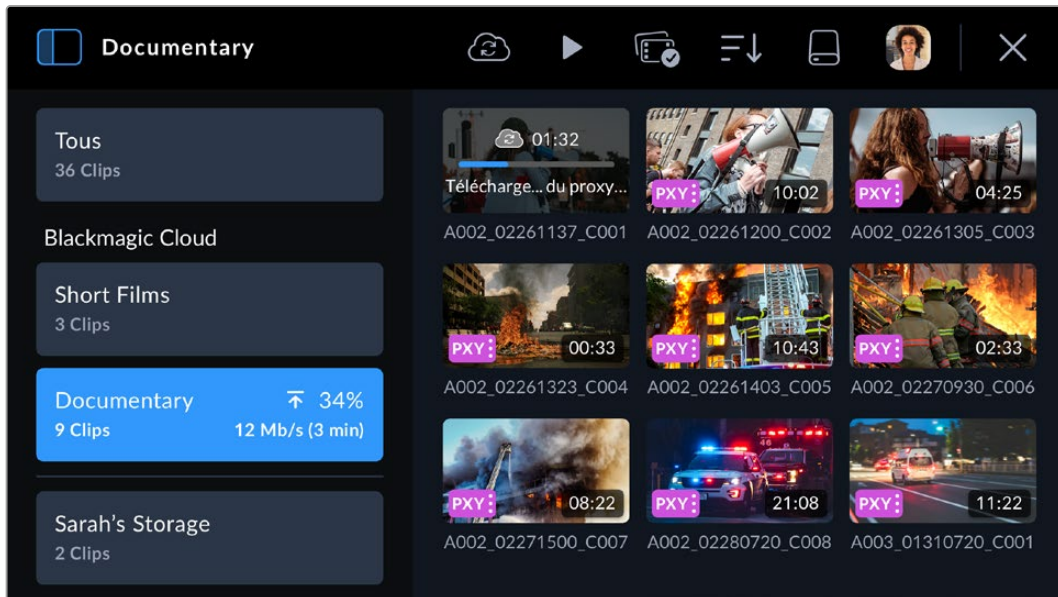 Documentary
Tous
36 Clips
Blackmagic Cloud
Short Films
3 Clips
Documentary 34%
9 Clips 12 Mb/s (3 min)
Sarah's Storage
2 Clips
01:32
Télécharge... du proxy...
PXY 10:02
PXY 04:25
A002_02261137_C001 A002_02261200_C002 A002_02261305_C003
PXY 00:33
PXY 10:43
PXY 02:33
A002_02261323_C004 A002_02261403_C005 A002_02270930_C006
PXY 08:22
PXY 21:08
PXY 11:22
A002_02271500_C007 A002_02280720_C008 A003_01310720_C001